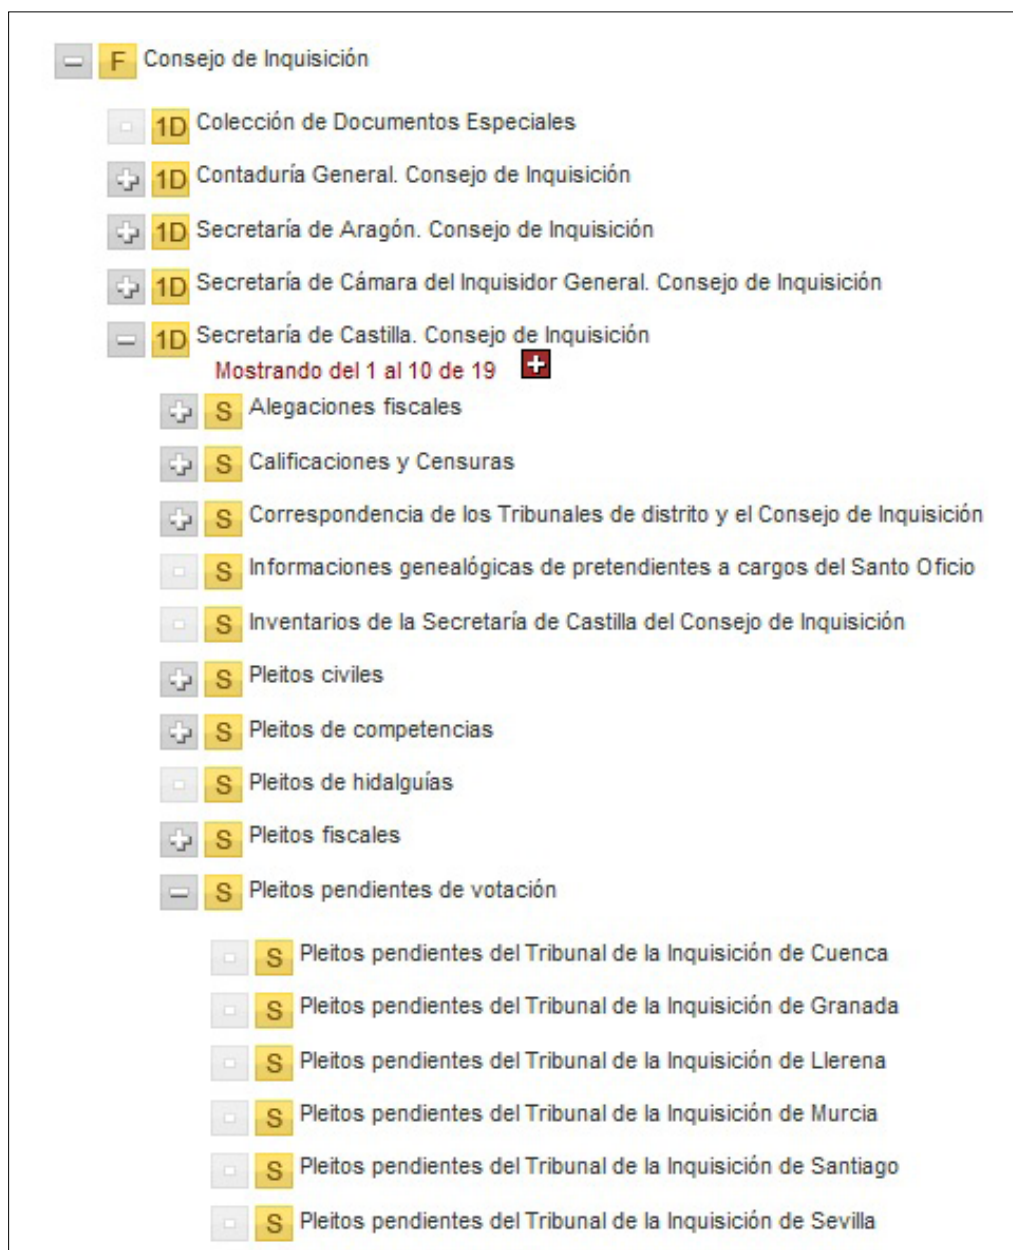 F Consejo de Inquisición
1D Colección de Documentos Especiales
1D Contaduría General. Consejo de Inquisición
1D Secretaría de Aragón. Consejo de Inquisición
1D Secretaría de Cámara del Inquisidor General. Consejo de Inquisición
1D Secretaría de Castilla. Consejo de Inquisición
Mostrando del 1 al 10 de 19
S Alegaciones fiscales
S Calificaciones y Censuras
S Correspondencia de los Tribunales de distrito y el Consejo de Inquisición
S Informaciones genealógicas de pretendientes a cargos del Santo Oficio
S Inventarios de la Secretaría de Castilla del Consejo de Inquisición
S Pleitos civiles
S Pleitos de competencias
S Pleitos de hidalguías
S Pleitos fiscales
S Pleitos pendientes de votación
S Pleitos pendientes del Tribunal de la Inquisición de Cuenca
S Pleitos pendientes del Tribunal de la Inquisición de Granada
S Pleitos pendientes del Tribunal de la Inquisición de Llerena
S Pleitos pendientes del Tribunal de la Inquisición de Murcia
S Pleitos pendientes del Tribunal de la Inquisición de Santiago
S Pleitos pendientes del Tribunal de la Inquisición de Sevilla